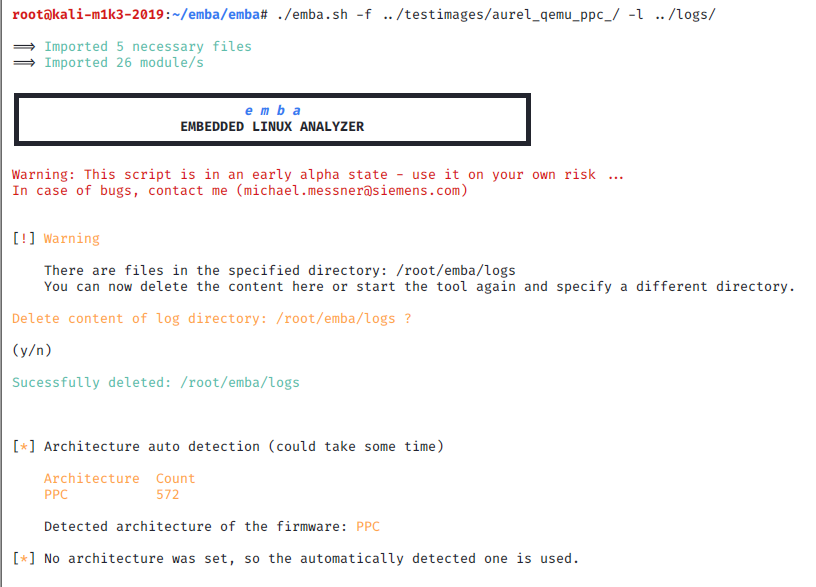 root@kali-m1k3-2019:~/emba/emba# ./emba.sh -f ../testimages/aurel_qemu_ppc_/ -l ../logs/
==> Imported 5 necessary files
==> Imported 26 module/s
e m b a
EMBEDDED LINUX ANALYZER
Warning: This script is in an early alpha state - use it on your own risk ...
In case of bugs, contact me (michael.messner@siemens.com)
[!] Warning
There are files in the specified directory: /root/emba/logs
You can now delete the content here or start the tool again and specify a different directory.
Delete content of log directory: /root/emba/logs ?
(y/n)
Sucessfully deleted: /root/emba/logs
[*] Architecture auto detection (could take some time)
Architecture  Count
PPC           572
Detected architecture of the firmware: PPC
[*] No architecture was set, so the automatically detected one is used.